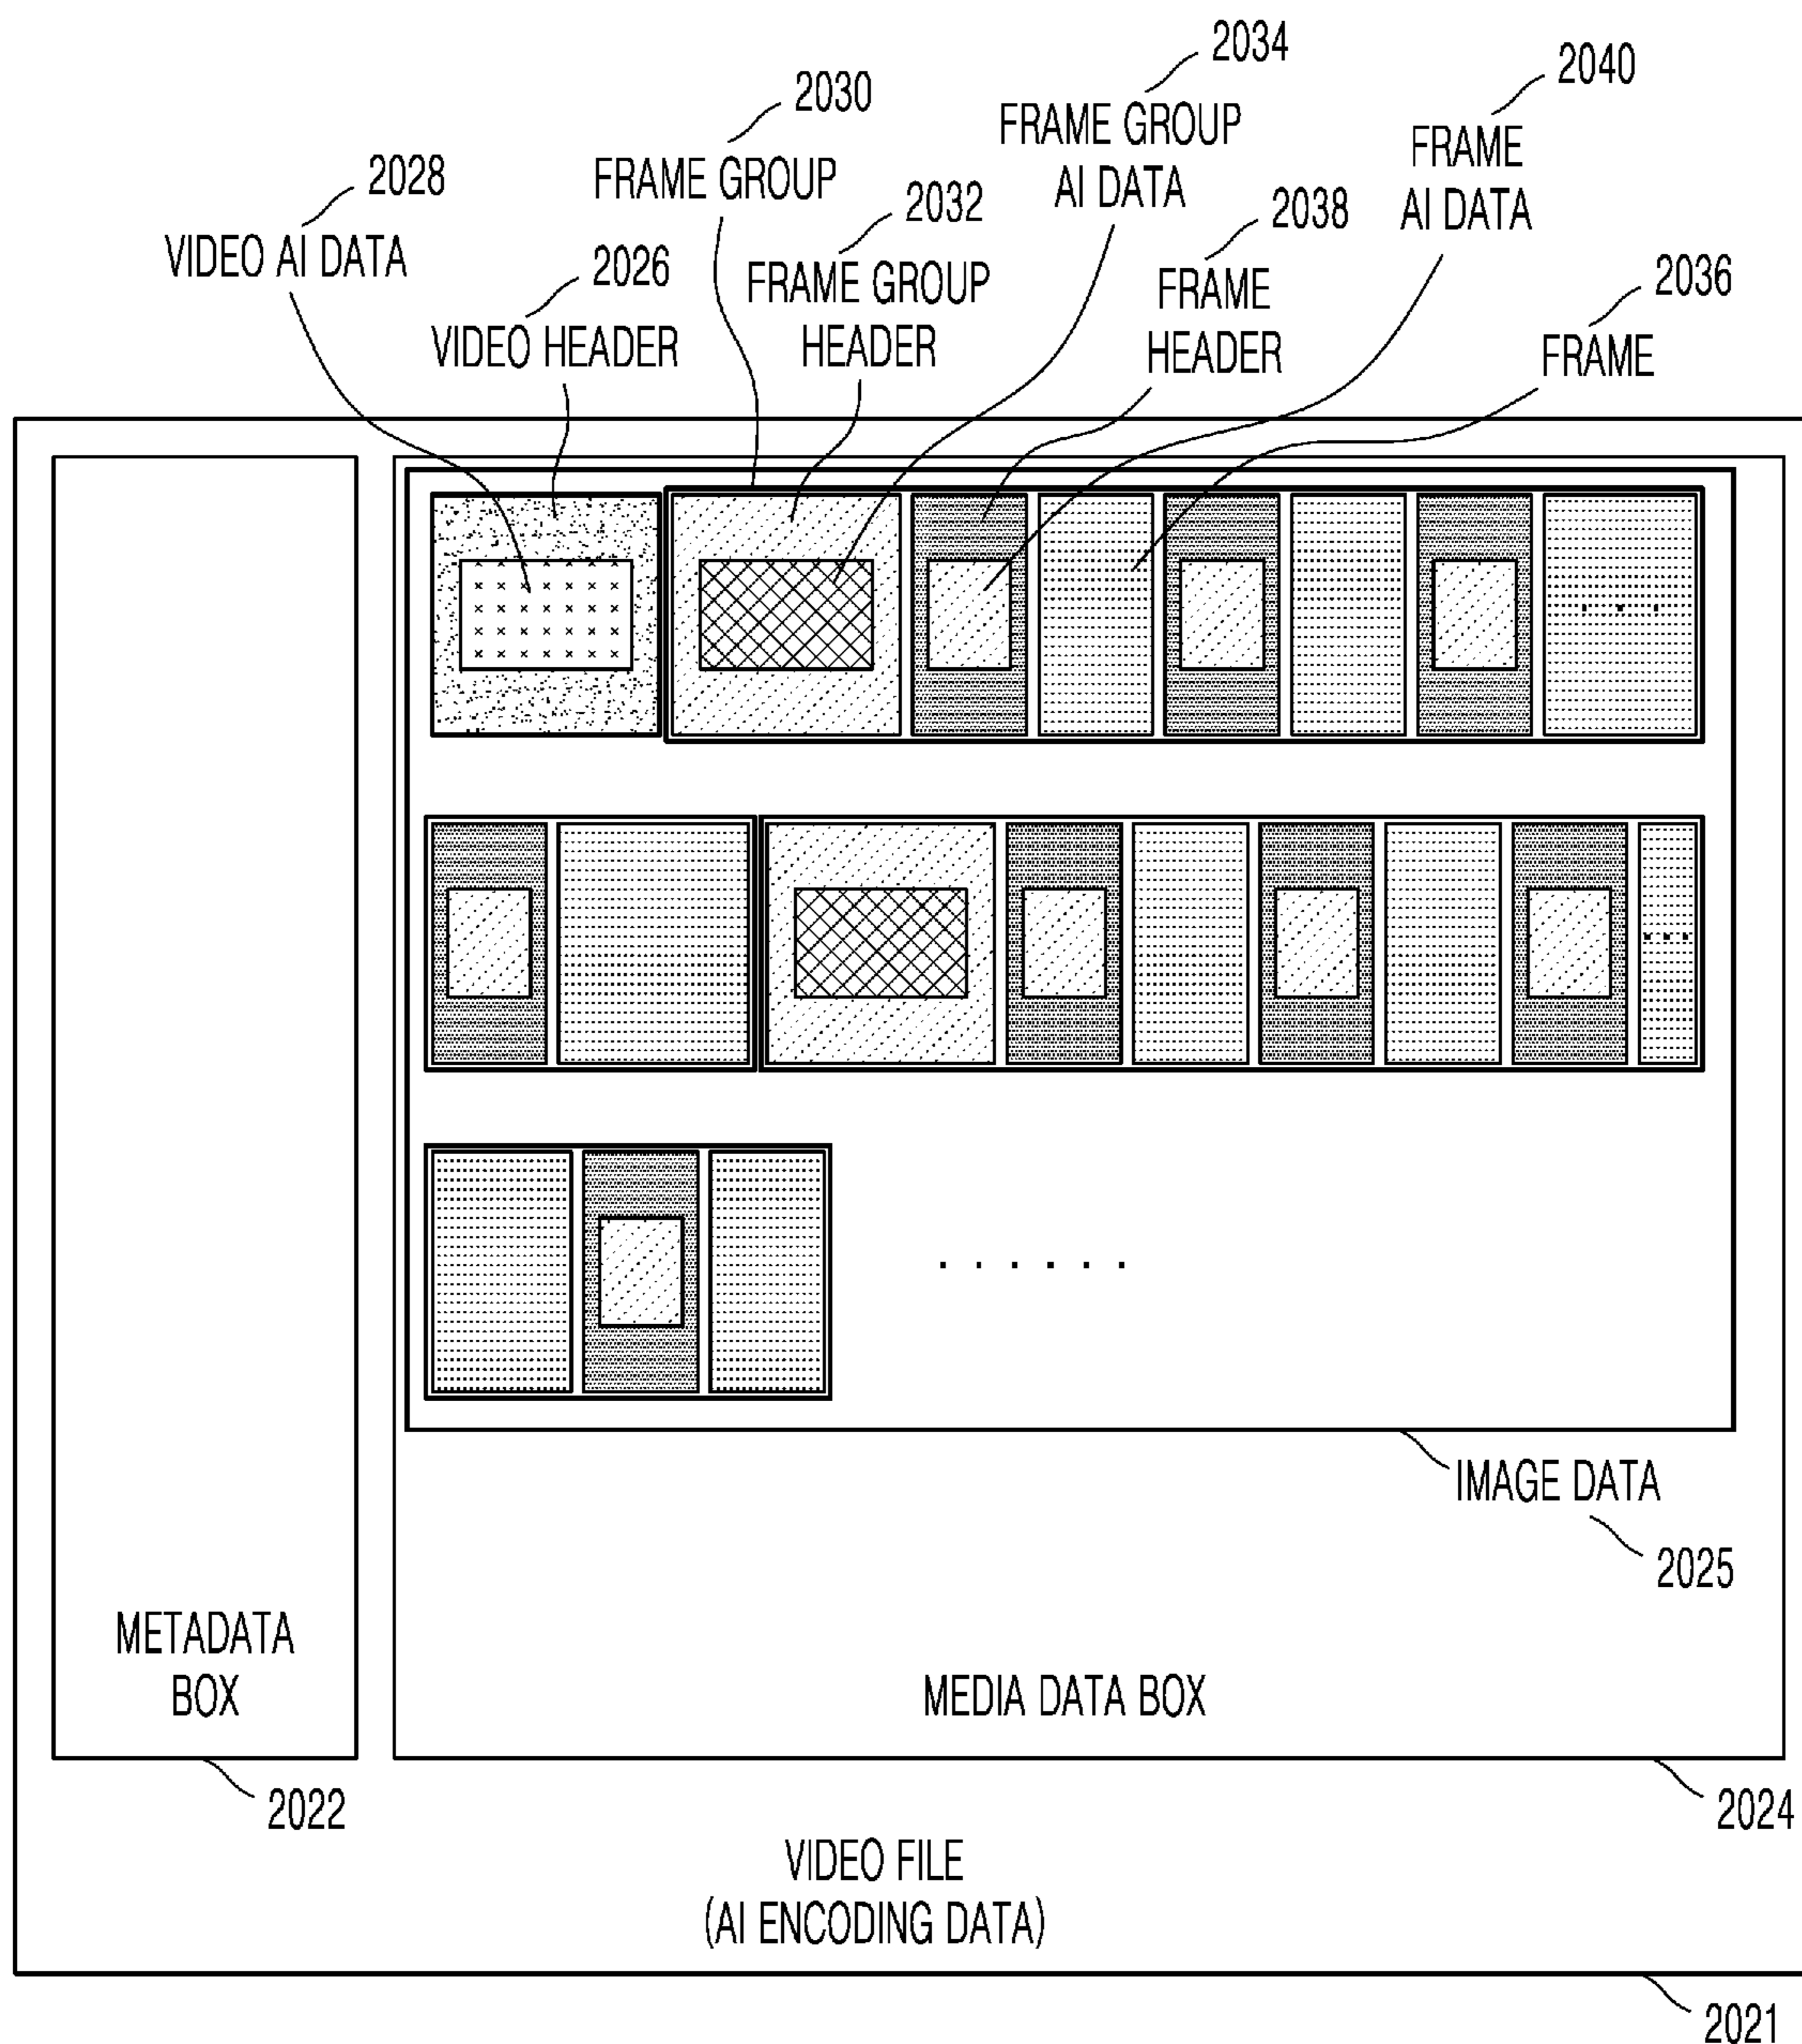 2034
2040
2030
FRAME GROUP
AI DATA
FRAME
AI DATA
2028
FRAME GROUP
2032
2038
VIDEO AI DATA
2026
FRAME GROUP
HEADER
FRAME
HEADER
2036
VIDEO HEADER
FRAME
. . .
. . .
. . . . . .
IMAGE DATA
2025
METADATA
BOX
MEDIA DATA BOX
2022
2024
VIDEO FILE
(AI ENCODING DATA)
2021